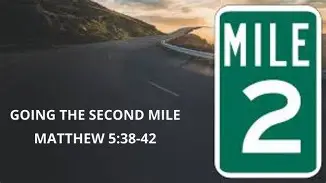 GOING THE SECOND MILE
MATTHEW 5:38-42
MILE
2